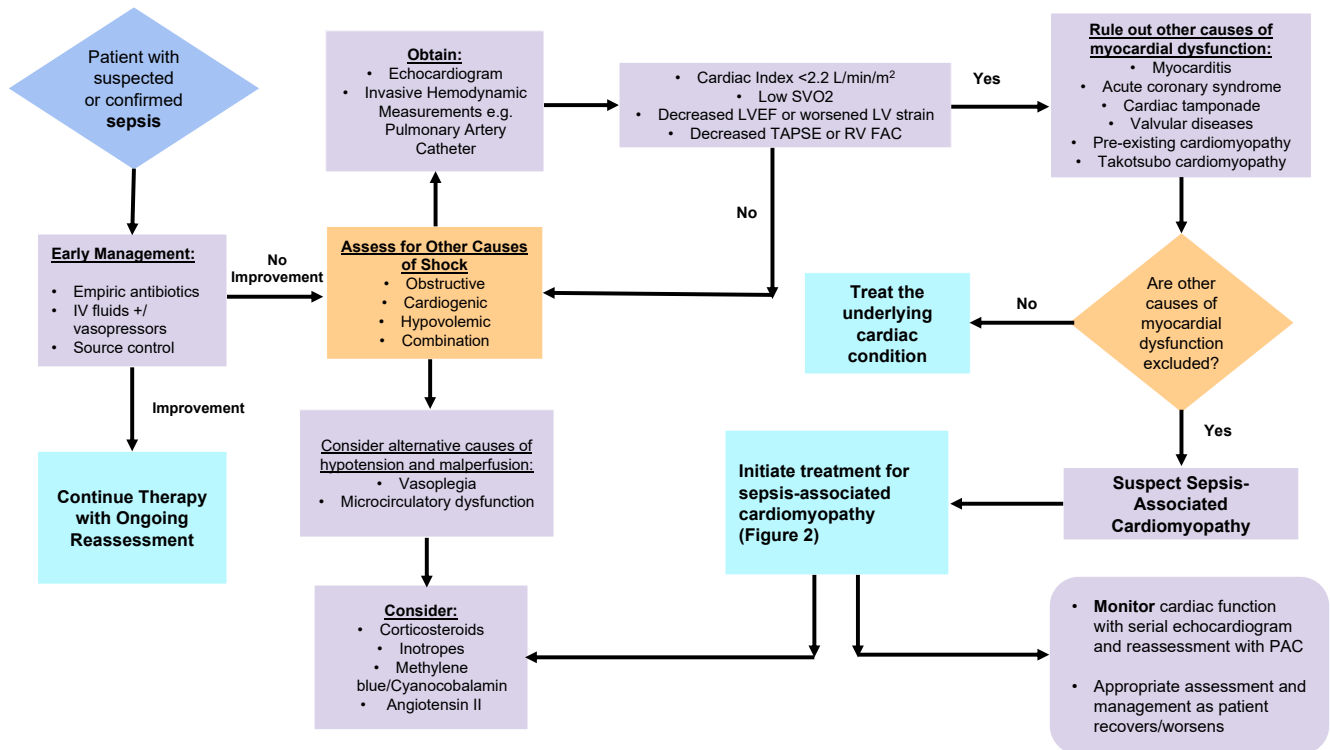 Patient with
suspected
or confirmed
sepsis
Early Management:
• Empiric antibiotics
• IV fluids +/
vasopressors
• Source control
No
Improvement
Improvement
Continue Therapy
with Ongoing
Reassessment
Obtain:
• Echocardiogram
• Invasive Hemodynamic
Measurements e.g.
Pulmonary Artery
Catheter
Assess for Other Causes
of Shock
• Obstructive
• Cardiogenic
• Hypovolemic
• Combination
Consider alternative causes of
hypotension and malperfusion:
• Vasoplegia
• Microcirculatory dysfunction
Consider:
• Corticosteroids
• Inotropes
• Methylene
blue/Cyanocobalamin
• Angiotensin II
• Cardiac Index <2.2 L/min/m²
• Low SVO2
• Decreased LVEF or worsened LV strain
• Decreased TAPSE or RV FAC
Yes
No
Rule out other causes of
myocardial dysfunction:
• Myocarditis
• Acute coronary syndrome
• Cardiac tamponade
• Valvular diseases
• Pre-existing cardiomyopathy
• Takotsubo cardiomyopathy
Are other
causes of
myocardial
dysfunction
excluded?
No
Treat the
underlying
cardiac
condition
Yes
Suspect Sepsis-
Associated
Cardiomyopathy
Initiate treatment for
sepsis-associated
cardiomyopathy
(Figure 2)
• Monitor cardiac function
with serial echocardiogram
and reassessment with PAC
• Appropriate assessment and
management as patient
recovers/worsens